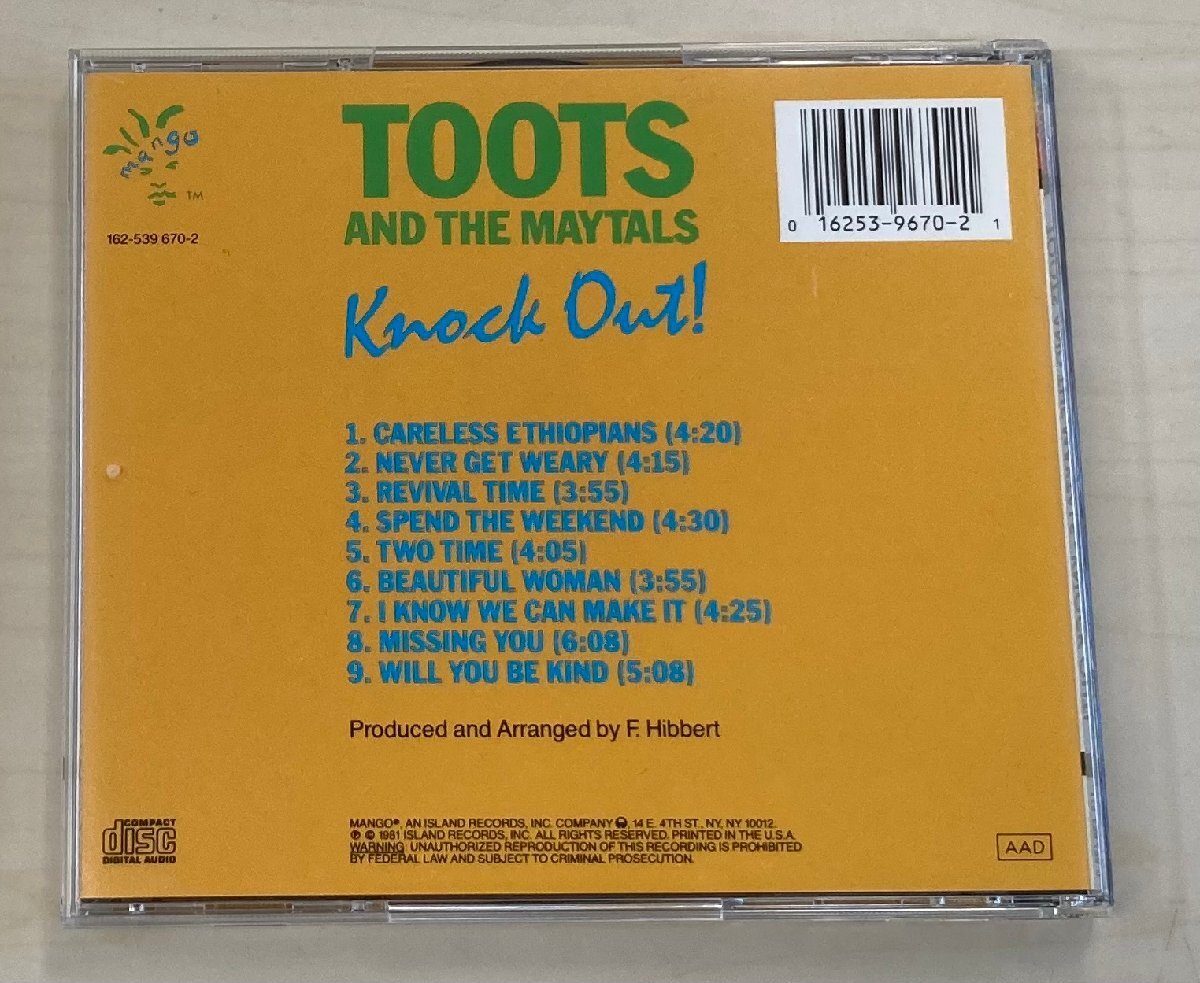 mango
TM
162-539 670-2
TOOTS
AND THE MAYTALS
Knock Out!
0 16253-9670-2 1
1. CARELESS ETHIOPIANS (4:20)
2. NEVER GET WEARY (4:15)
3. REVIVAL TIME (3:55)
4. SPEND THE WEEKEND (4:30)
5. TWO TIME (4:05)
6. BEAUTIFUL WOMAN (3:55)
7. I KNOW WE CAN MAKE IT (4:25)
8. MISSING YOU (6:08)
9. WILL YOU BE KIND (5:08)
Produced and Arranged by F. Hibbert
COMPACT
disc
DIGITAL AUDIO
MANGO®, AN ISLAND RECORDS, INC. COMPANY, 14 E. 4TH ST., NY, NY 10012.
℗ © 1981 ISLAND RECORDS, INC. ALL RIGHTS RESERVED. PRINTED IN THE U.S.A.
WARNING: UNAUTHORIZED REPRODUCTION OF THIS RECORDING IS PROHIBITED
BY FEDERAL LAW AND SUBJECT TO CRIMINAL PROSECUTION.
AAD